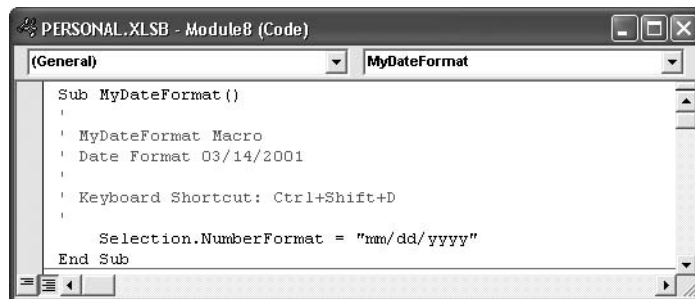 PERSONAL.XLSB - Module8 (Code)
(General) MyDateFormat
Sub MyDateFormat()
'
' MyDateFormat Macro
' Date Format 03/14/2001
'
' Keyboard Shortcut: Ctrl+Shift+D
'
    Selection.NumberFormat = "mm/dd/yyyy"
End Sub